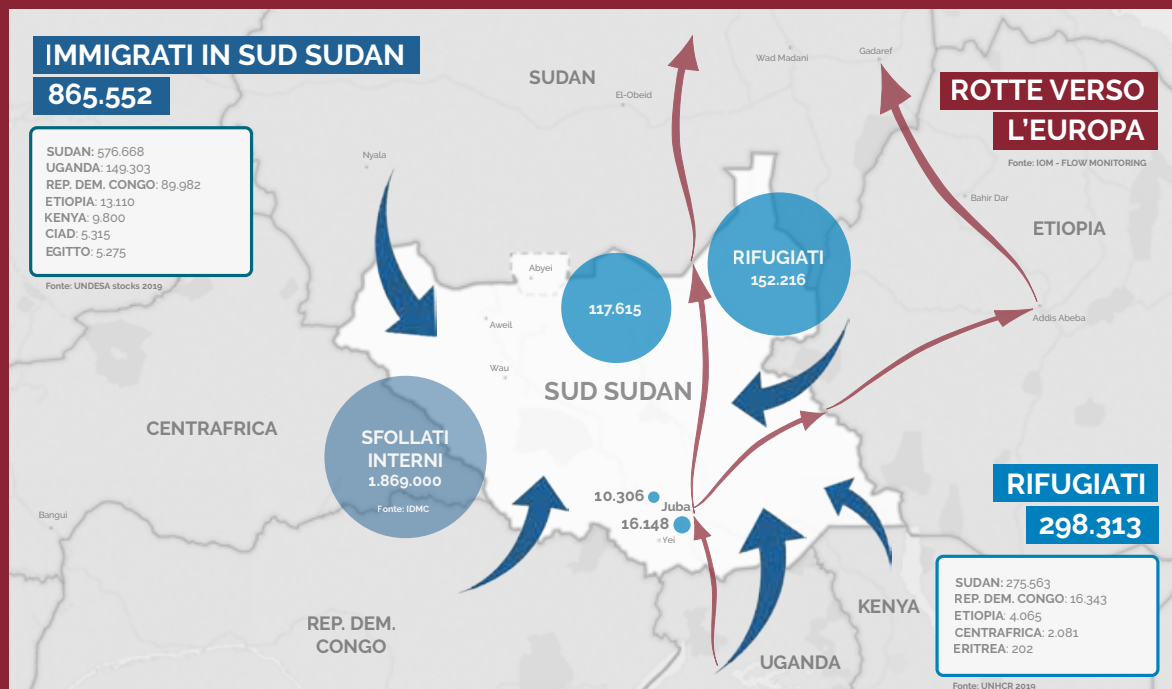 IMMIGRATI IN SUD SUDAN
865.552
SUDAN: 576.668
UGANDA: 149.303
REP. DEM. CONGO: 89.982
ETIOPIA: 13.110
KENYA: 9.800
CIAD: 5.315
EGITTO: 5.275
Fonte: UNDESA stocks 2019
SUDAN
El-Obeid
Wad Madani
Gadaref
ROTTE VERSO
L'EUROPA
Fonte: IOM - FLOW MONITORING
Nyala
Bahir Dar
ETIOPIA
Abyei
RIFUGIATI
152.216
117.615
Addis Abeba
Aweil
Wau
SUD SUDAN
CENTRAFRICA
SFOLLATI
INTERNI
1.869.000
Fonte: IDMC
10.306
Juba
16.148
Yei
Bangui
RIFUGIATI
298.313
SUDAN: 275.563
REP. DEM. CONGO: 16.343
ETIOPIA: 4.065
CENTRAFRICA: 2.081
ERITREA: 202
Fonte: UNHCR 2019
KENYA
REP. DEM.
CONGO
UGANDA